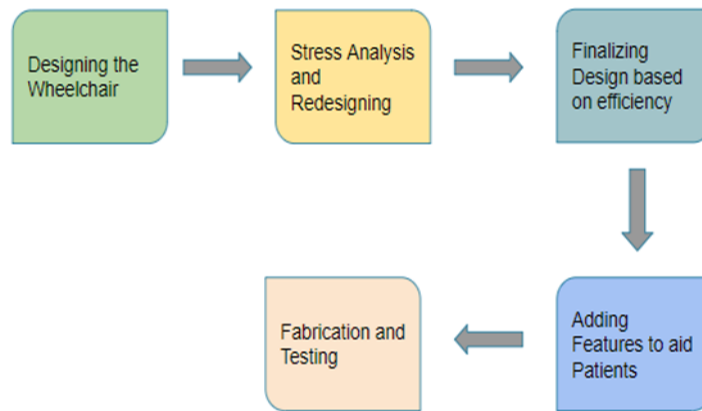 Designing the
Wheelchair
Stress Analysis
and
Redesigning
Finalizing
Design based
on efficiency
Adding
Features to aid
Patients
Fabrication and
Testing